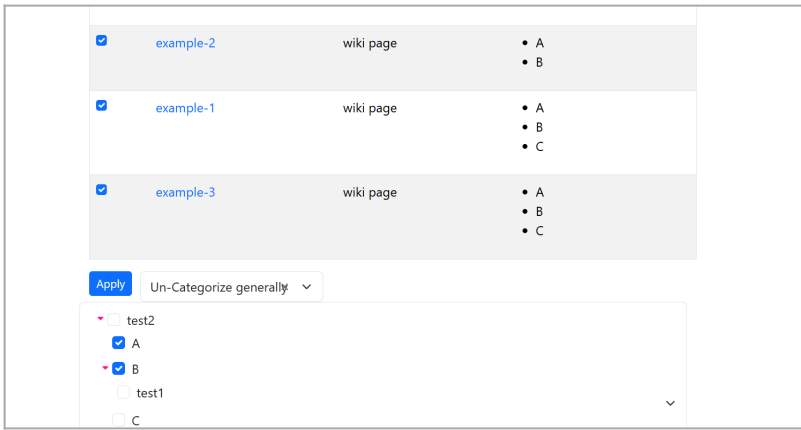 example-2 wiki page A
B
example-1 wiki page A
B
C
example-3 wiki page A
B
C
Apply Un-Categorize generally
test2
A
B
test1
C